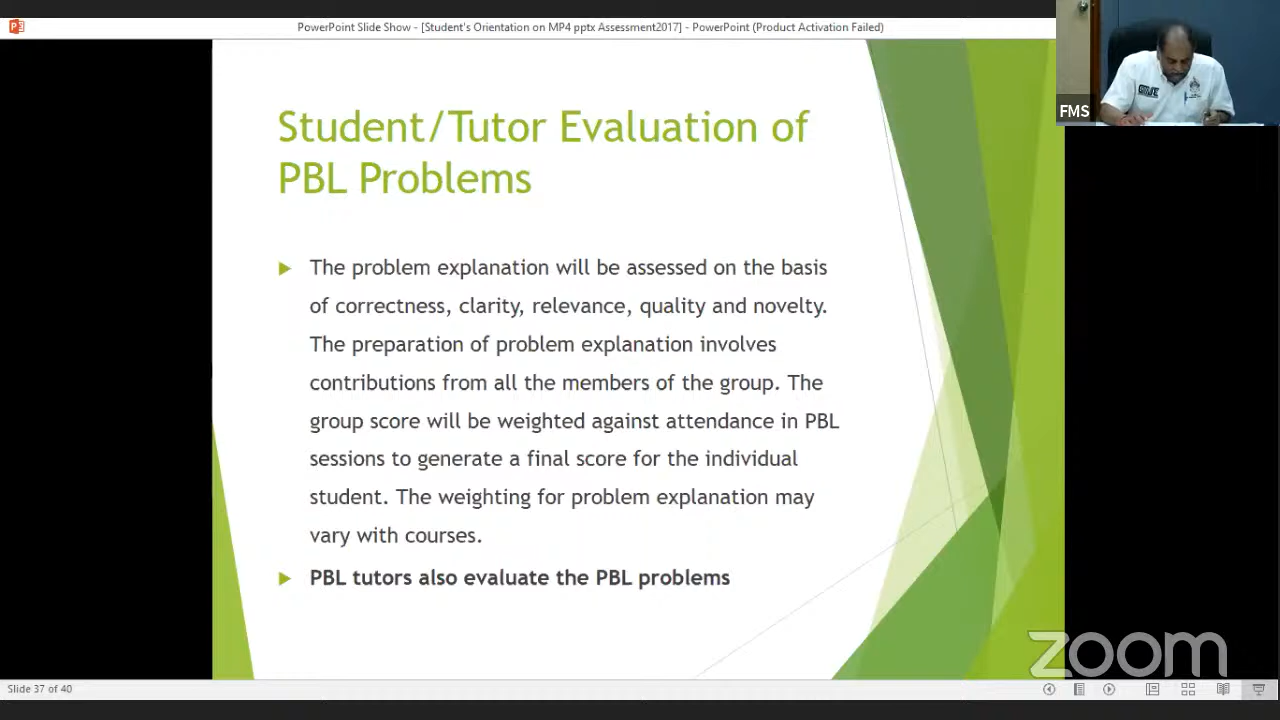 PowerPoint Slide Show - [Student's Orientation on MP4 pptx Assessment2017] - PowerPoint (Product Activation Failed)
FMS
Student/Tutor Evaluation of
PBL Problems
The problem explanation will be assessed on the basis
of correctness, clarity, relevance, quality and novelty.
The preparation of problem explanation involves
contributions from all the members of the group. The
group score will be weighted against attendance in PBL
sessions to generate a final score for the individual
student. The weighting for problem explanation may
vary with courses.
PBL tutors also evaluate the PBL problems
zoom
Slide 37 of 40